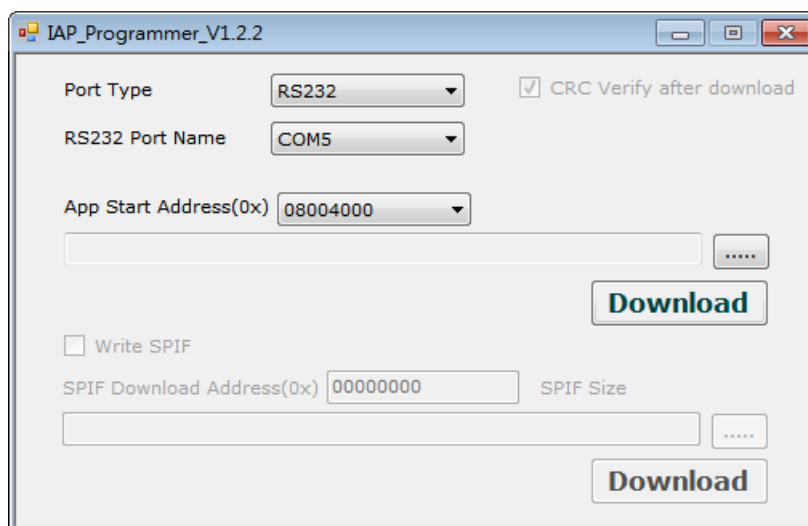 IAP_Programmer_V1.2.2
Port Type RS232 CRC Verify after download
RS232 Port Name COM5
App Start Address(0x) 08004000
.....
Download
Write SPIF
SPIF Download Address(0x) 00000000 SPIF Size
.....
Download